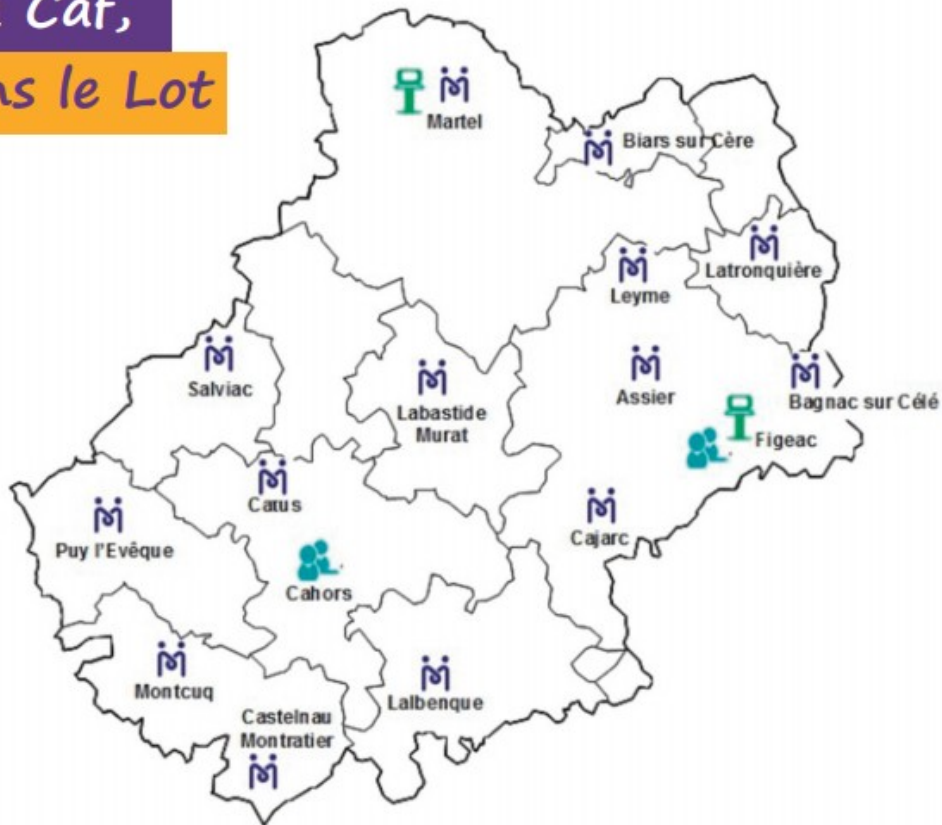 Caf,
ns le Lot
Martel
Biars sur Cère
Latronquière
Leyme
Salviac
Labastide
Murat
Assier
Bagnac sur Célé
Figeac
Catus
Puy l'Evêque
Cajarc
Cahors
Montcuq
Lalbenque
Castelnau
Montratier